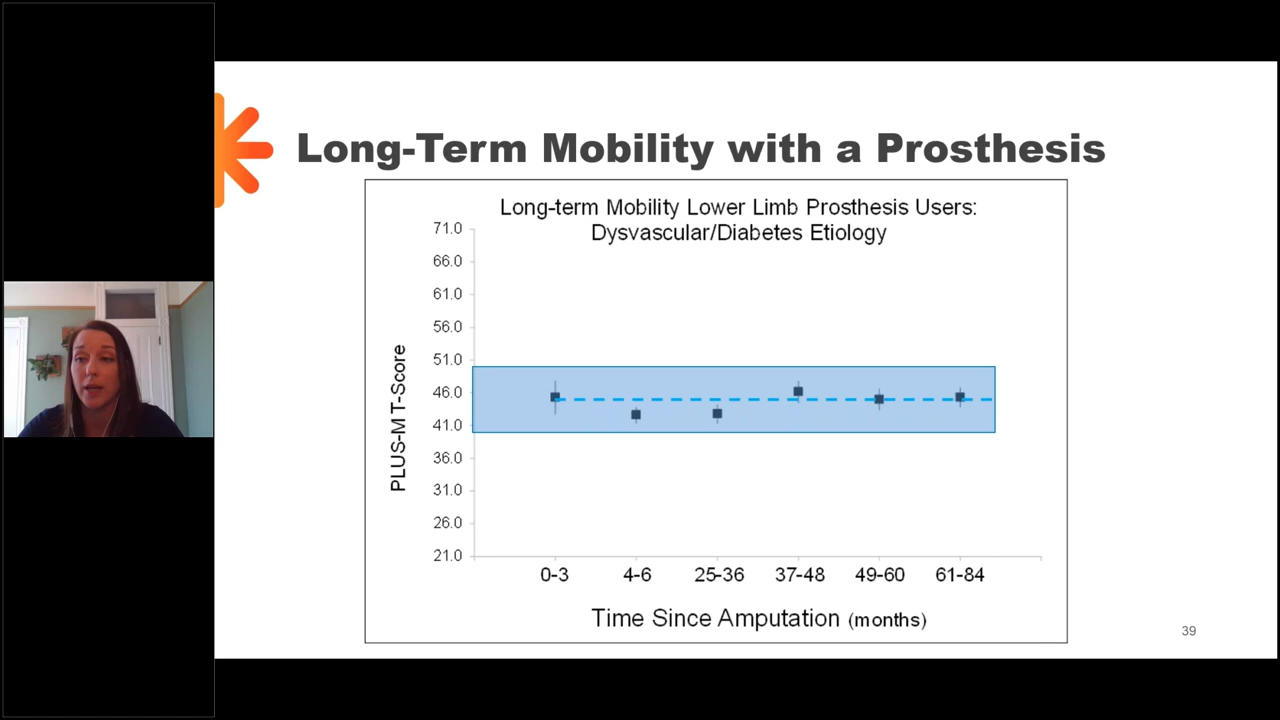 Long-Term Mobility with a Prosthesis
Long-term Mobility Lower Limb Prosthesis Users:
Dysvascular/Diabetes Etiology
71.0
66.0
61.0
56.0
51.0
46.0
41.0
36.0
31.0
26.0
21.0
PLUS-M T-Score
0-3 4-6 25-36 37-48 49-60 61-84
Time Since Amputation (months)
39